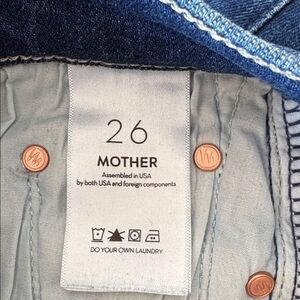 26
MOTHER
Assembled in USA
by both USA and foreign components
DO YOUR OWN LAUNDRY